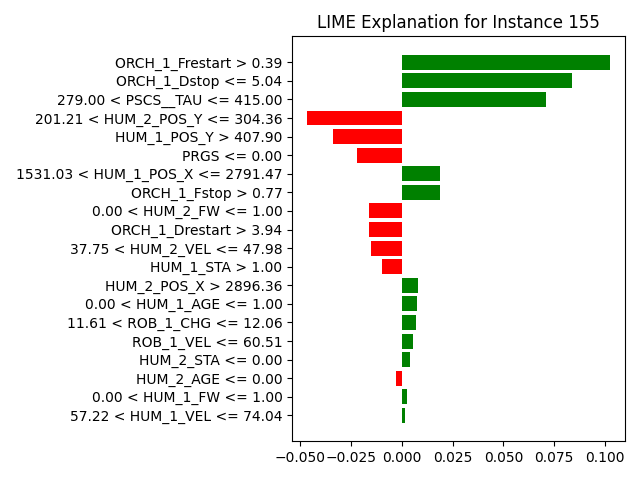 LIME Explanation for Instance 155
ORCH_1_Frestart > 0.39
ORCH_1_Dstop <= 5.04
279.00 < PSCS__TAU <= 415.00
201.21 < HUM_2_POS_Y <= 304.36
HUM_1_POS_Y > 407.90
PRGS <= 0.00
1531.03 < HUM_1_POS_X <= 2791.47
ORCH_1_Fstop > 0.77
0.00 < HUM_2_FW <= 1.00
ORCH_1_Drestart > 3.94
37.75 < HUM_2_VEL <= 47.98
HUM_1_STA > 1.00
HUM_2_POS_X > 2896.36
0.00 < HUM_1_AGE <= 1.00
11.61 < ROB_1_CHG <= 12.06
ROB_1_VEL <= 60.51
HUM_2_STA <= 0.00
HUM_2_AGE <= 0.00
0.00 < HUM_1_FW <= 1.00
57.22 < HUM_1_VEL <= 74.04
−0.050 −0.025 0.000 0.025 0.050 0.075 0.100